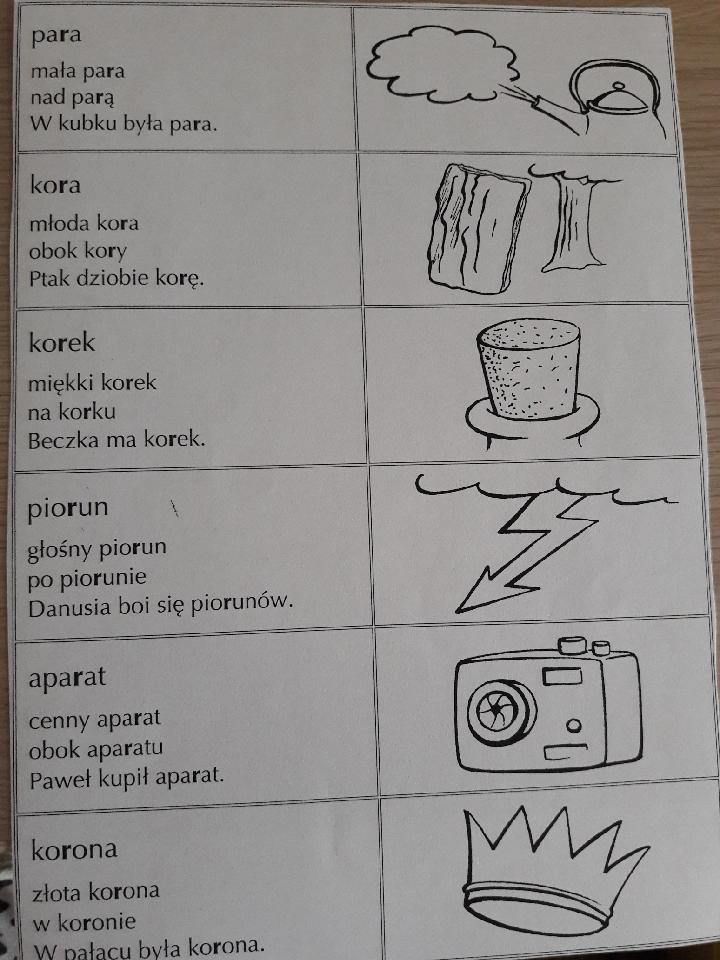 para
mała para
nad parą
W kubku była para.
kora
młoda kora
obok kory
Ptak dziobie korę.
korek
miękki korek
na korku
Beczka ma korek.
piorun
głośny piorun
po piorunie
Danusia boi się piorunów.
aparat
cenny aparat
obok aparatu
Paweł kupił aparat.
korona
złota korona
w koronie
W pałacu była korona.